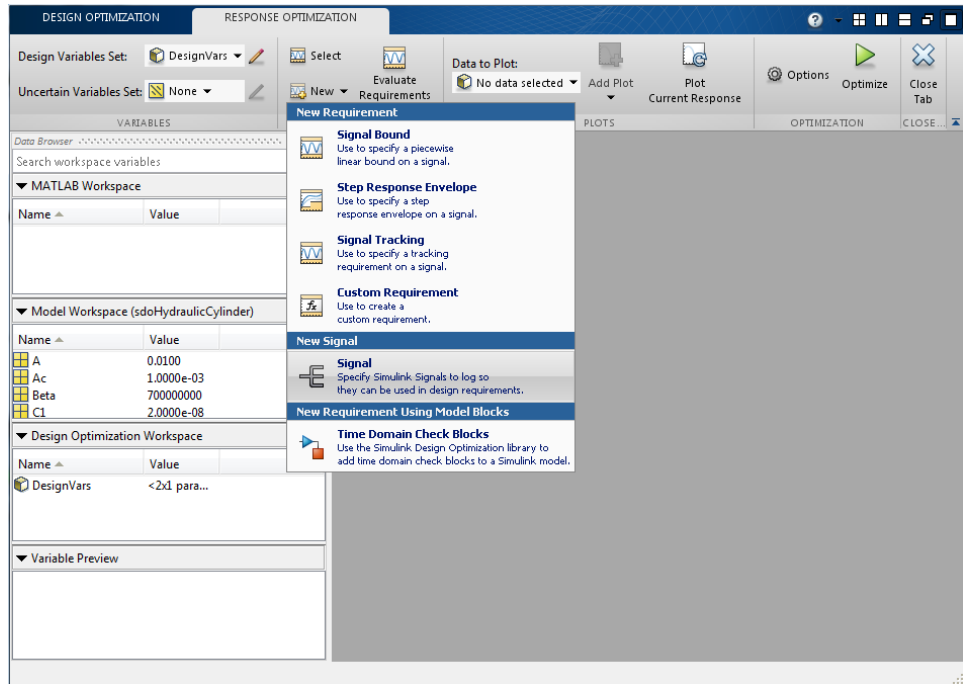 DESIGN OPTIMIZATION
RESPONSE OPTIMIZATION
?
Design Variables Set: DesignVars
Uncertain Variables Set: None
VARIABLES
Select
New
Evaluate
Requirements
Data to Plot:
No data selected
Add Plot
Plot
Current Response
PLOTS
Options
Optimize
OPTIMIZATION
Close
Tab
CLOSE...
New Requirement
Signal Bound
Use to specify a piecewise
linear bound on a signal.
Step Response Envelope
Use to specify a step
response envelope on a signal.
Signal Tracking
Use to specify a tracking
requirement on a signal.
Custom Requirement
Use to create a
custom requirement.
New Signal
Signal
Specify Simulink Signals to log so
they can be used in design requirements.
New Requirement Using Model Blocks
Time Domain Check Blocks
Use the Simulink Design Optimization library to
add time domain check blocks to a Simulink model.
Data Browser
Search workspace variables
MATLAB Workspace
Name Value
Model Workspace (sdoHydraulicCylinder)
Name Value
A 0.0100
Ac 1.0000e-03
Beta 700000000
C1 2.0000e-08
Design Optimization Workspace
Name Value
DesignVars <2x1 para...
Variable Preview